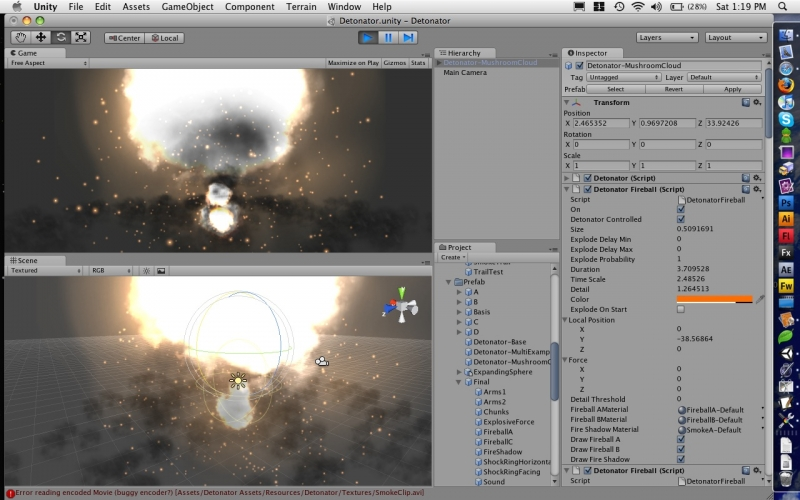 Unity File Edit Assets GameObject Component Terrain Window Help (28%) Sat 1:19 PM
Detonator.unity - Detonator
Center Local Layers Layout
Game
Free Aspect Maximize on Play Gizmos Stats
Hierarchy
Detonator-MushroomCloud
Main Camera
Inspector
Detonator-MushroomCloud
Tag Untagged Layer Default
Prefab Select Revert Apply
Transform
Position
X 2.465352 Y 0.9697208 Z 33.92426
Rotation
X 0 Y 0 Z 0
Scale
X 1 Y 1 Z 1
Detonator (Script)
Detonator Fireball (Script)
Script DetonatorFireball
On
Detonator Controlled
Size 0.5091691
Explode Delay Min 0
Explode Delay Max 0
Explode Probability 1
Duration 3.709528
Time Scale 2.48526
Detail 1.264513
Color
Explode On Start
Local Position
X 0
Y -38.56864
Z 0
Force
X 0
Y 0
Z 0
Detail Threshold 0
Fireball AMaterial FireballA-Default
Fireball BMaterial FireballB-Default
Fire Shadow Material SmokeA-Default
Draw Fireball A
Draw Fireball B
Draw Fire Shadow
Detonator Fireball (Script)
Script DetonatorFireball
Scene
Textured RGB
Project
Create
TrailTest
Prefab
A
B
Basis
C
D
Detonator-Base
Detonator-MultiExamp
Detonator-MushroomC
ExpandingSphere
Final
Arms1
Arms2
Chunks
ExplosiveForce
FireballA
FireballC
FireShadow
ShockRingHorizonta
ShockRingFacing
Sound
Error reading encoded Movie (buggy encoder?) [Assets/Detonator Assets/Resources/Detonator/Textures/SmokeClip.avi]
Ps
Ai
Fl
Fx
AE
Fw